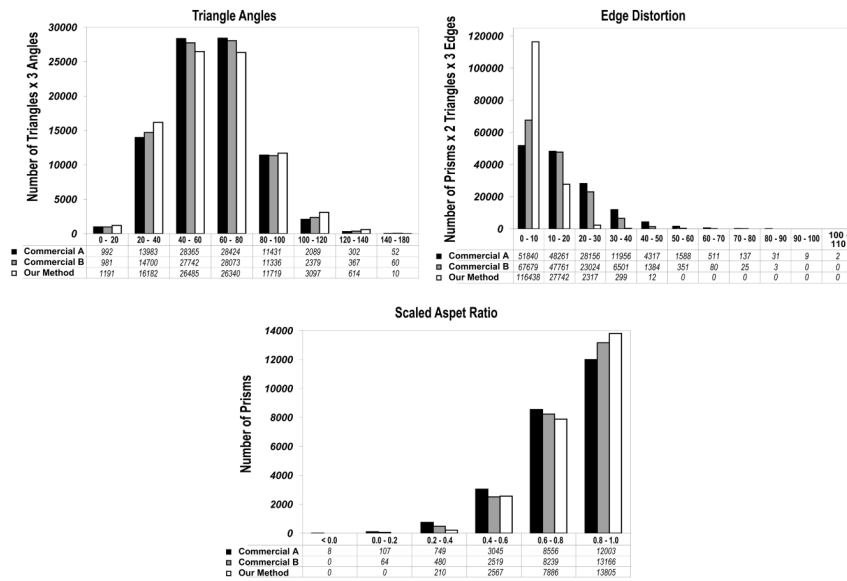 Triangle Angles
Number of Triangles x 3 Angles
30000
25000
20000
15000
10000
5000
0
0 - 20 20 - 40 40 - 60 60 - 80 80 - 100 100 - 120 120 - 140 140 - 180
Commercial A 992 13983 28365 28424 11431 2089 302 52
Commercial B 981 14700 27742 28073 11336 2379 367 60
Our Method 1191 16182 26485 26340 11719 3097 614 10
Edge Distortion
Number of Prisms x 2 Triangles x 3 Edges
120000
100000
80000
60000
40000
20000
0
0 - 10 10 - 20 20 - 30 30 - 40 40 - 50 50 - 60 60 - 70 70 - 80 80 - 90 90 - 100 100 -
110
Commercial A 51840 48261 28156 11956 4317 1588 511 137 31 9 2
Commercial B 67679 47761 23024 6501 1384 351 80 25 3 0 0
Our Method 116438 27742 2317 299 12 0 0 0 0 0 0
Scaled Aspet Ratio
Number of Prisms
14000
12000
10000
8000
6000
4000
2000
0
< 0.0 0.0 - 0.2 0.2 - 0.4 0.4 - 0.6 0.6 - 0.8 0.8 - 1.0
Commercial A 8 107 749 3045 8556 12003
Commercial B 0 64 480 2519 8239 13166
Our Method 0 0 210 2567 7886 13805